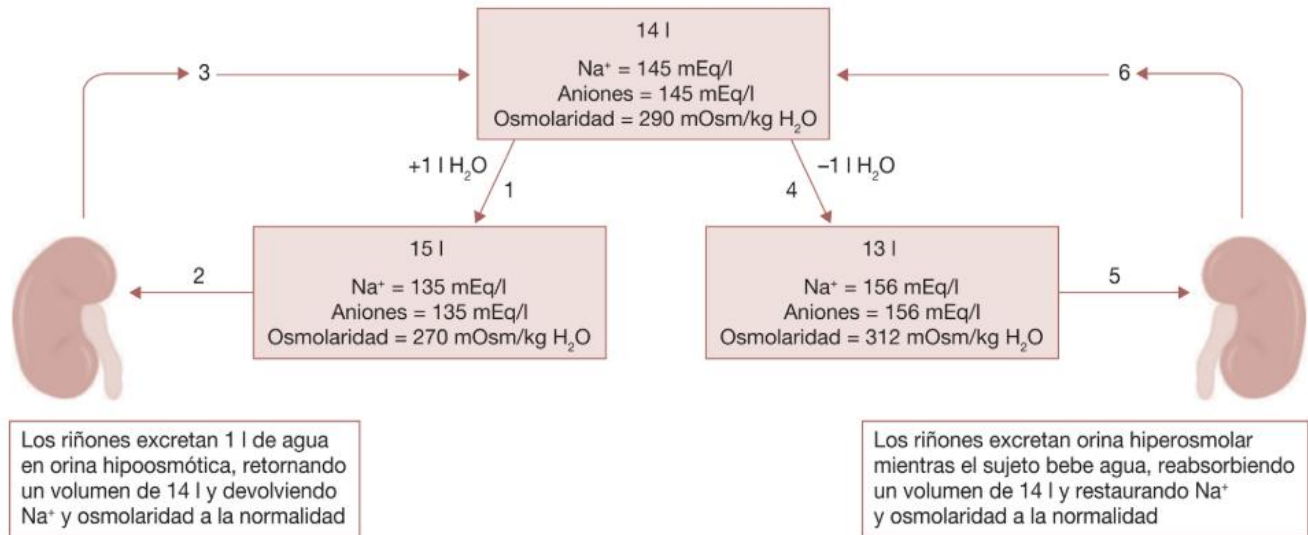 14 l
Na⁺ = 145 mEq/l
Aniones = 145 mEq/l
Osmolaridad = 290 mOsm/kg H₂O
3
6
+1 l H₂O
1
–1 l H₂O
4
15 l
Na⁺ = 135 mEq/l
Aniones = 135 mEq/l
Osmolaridad = 270 mOsm/kg H₂O
2
13 l
Na⁺ = 156 mEq/l
Aniones = 156 mEq/l
Osmolaridad = 312 mOsm/kg H₂O
5
Los riñones excretan 1 l de agua
en orina hipoosmótica, retornando
un volumen de 14 l y devolviendo
Na⁺ y osmolaridad a la normalidad
Los riñones excretan orina hiperosmolar
mientras el sujeto bebe agua, reabsorbiendo
un volumen de 14 l y restaurando Na⁺
y osmolaridad a la normalidad